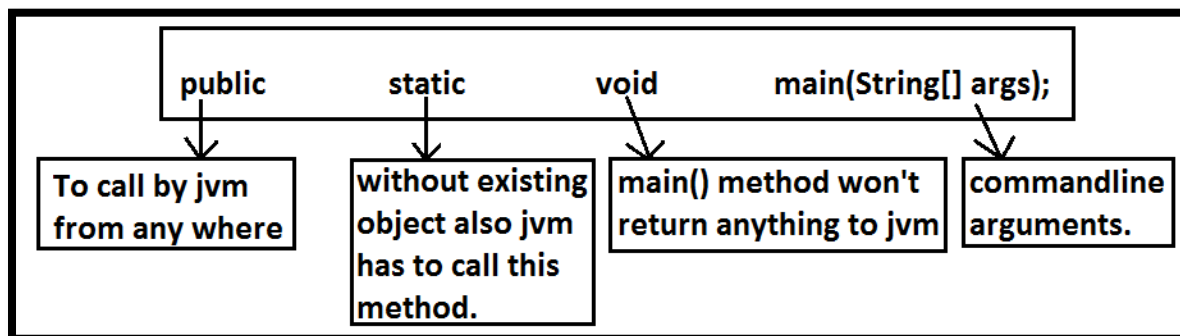 public static void main(String[] args);
To call by jvm
from any where
without existing
object also jvm
has to call this
method.
main() method won't
return anything to jvm
commandline
arguments.